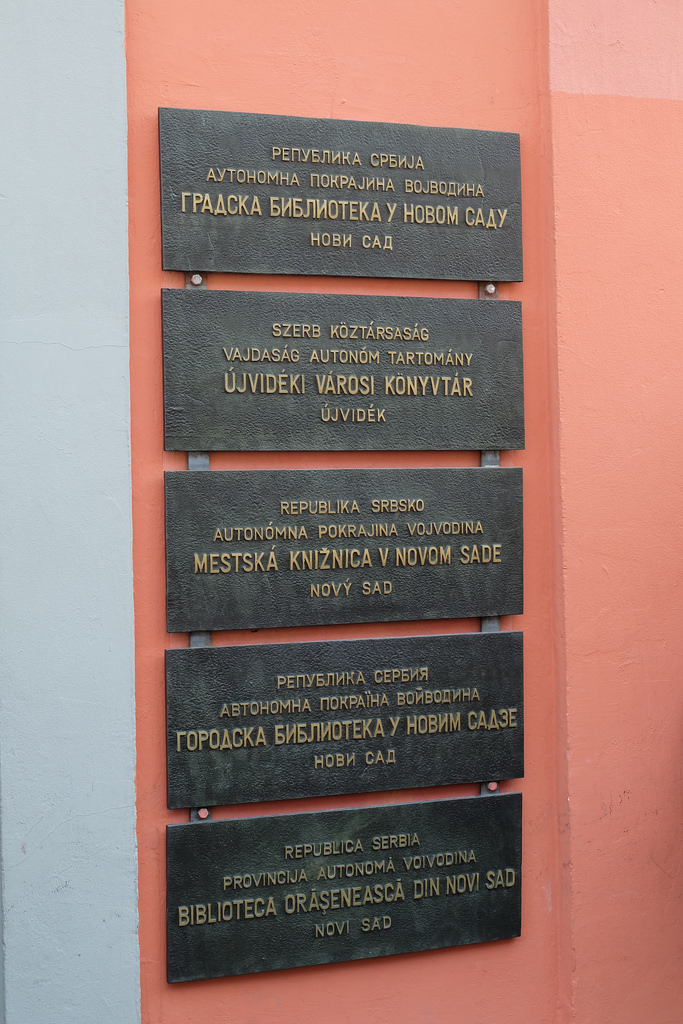 РЕПУБЛИКА СРБИЈА
АУТОНОМНА ПОКРАЈИНА ВОЈВОДИНА
ГРАДСКА БИБЛИОТЕКА У НОВОМ САДУ
НОВИ САД
SZERB KÖZTÁRSASÁG
VAJDASÁG AUTONÓM TARTOMÁNY
ÚJVIDÉKI VÁROSI KÖNYVTÁR
ÚJVIDÉK
REPUBLIKA SRBSKO
AUTONÓMNA POKRAJINA VOJVODINA
MESTSKÁ KNIŽNICA V NOVOM SADE
NOVÝ SAD
РЕПУБЛИКА СЕРБИЯ
АВТОНОМНА ПОКРАЇНА ВОЙВОДИНА
ГОРОДСКА БИБЛИОТЕКА У НОВИМ САДЗЕ
НОВИ САД
REPUBLICA SERBIA
PROVINCIJA AUTONOMĂ VOIVODINA
BIBLIOTECA ORĂŞENEASCĂ DIN NOVI SAD
NOVI SAD